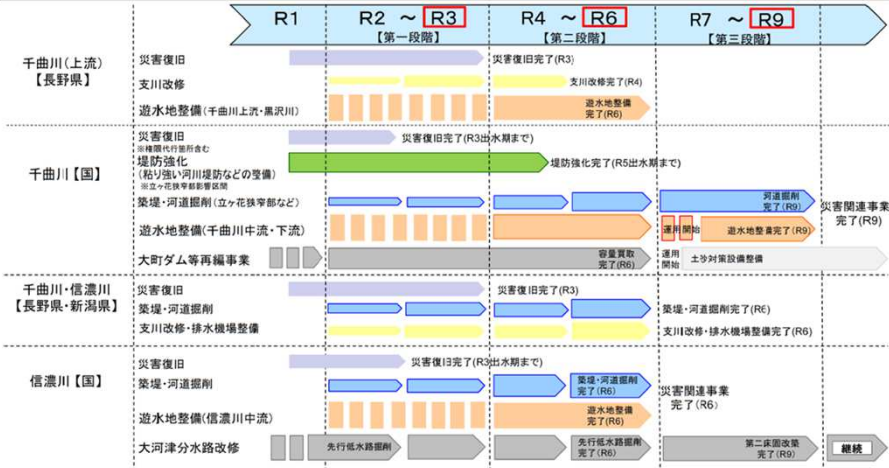 R1
R2 ～ R3
【第一段階】
R4 ～ R6
【第二段階】
R7 ～ R9
【第三段階】
千曲川(上流)
【長野県】
災害復旧
災害復旧完了(R3)
支川改修
支川改修完了(R4)
遊水地整備(千曲川上流・黒沢川)
遊水地整備
完了(R6)
千曲川【国】
災害復旧
※権限代行箇所含む
災害復旧完了(R3出水期まで)
堤防強化
(粘り強い河川堤防などの整備)
※立ヶ花狭窄部影響区間
堤防強化完了(R5出水期まで)
築堤・河道掘削(立ヶ花狭窄部など)
河道掘削
完了(R9)
遊水地整備(千曲川中流・下流)
運用開始
遊水地整備完了(R9)
災害関連事業
完了(R9)
大町ダム等再編事業
容量買取
完了(R6)
運用
開始
土沙対策設備整備
千曲川・信濃川
【長野県・新潟県】
災害復旧
災害復旧完了(R3)
築堤・河道掘削
築堤・河道掘削完了(R6)
支川改修・排水機場整備
支川改修・排水機場整備完了(R6)
信濃川【国】
災害復旧
災害復旧完了(R3出水期まで)
築堤・河道掘削
築堤・河道掘削
完了(R6)
災害関連事業
完了(R6)
遊水地整備(信濃川中流)
遊水地整備
完了(R6)
大河津分水路改修
先行低水路掘削
先行低水路掘削
完了(R6)
第二床固改築
完了(R9)
継続